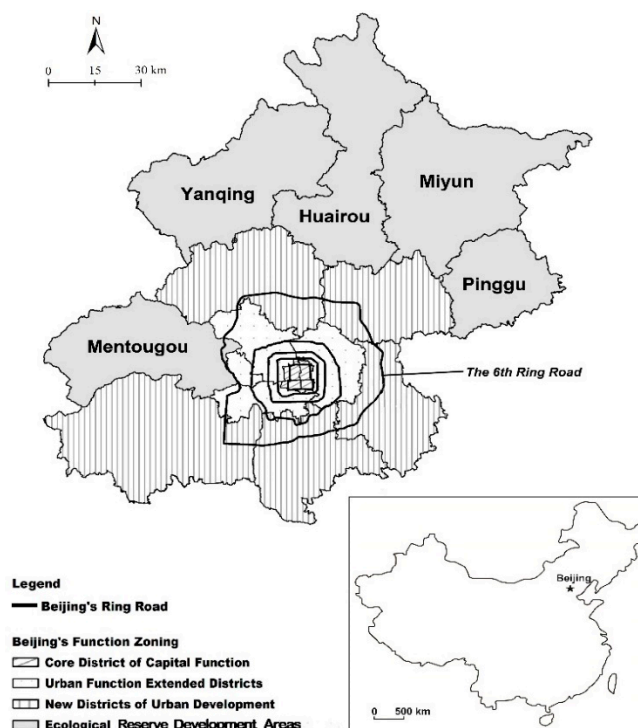 N
0 15 30 km
Yanqing
Huairou
Miyun
Pinggu
Mentougou
The 6th Ring Road
Beijing
0 500 km
Legend
Beijing's Ring Road
Beijing's Function Zoning
Core District of Capital Function
Urban Function Extended Districts
New Districts of Urban Development
Ecological Reserve Development Areas